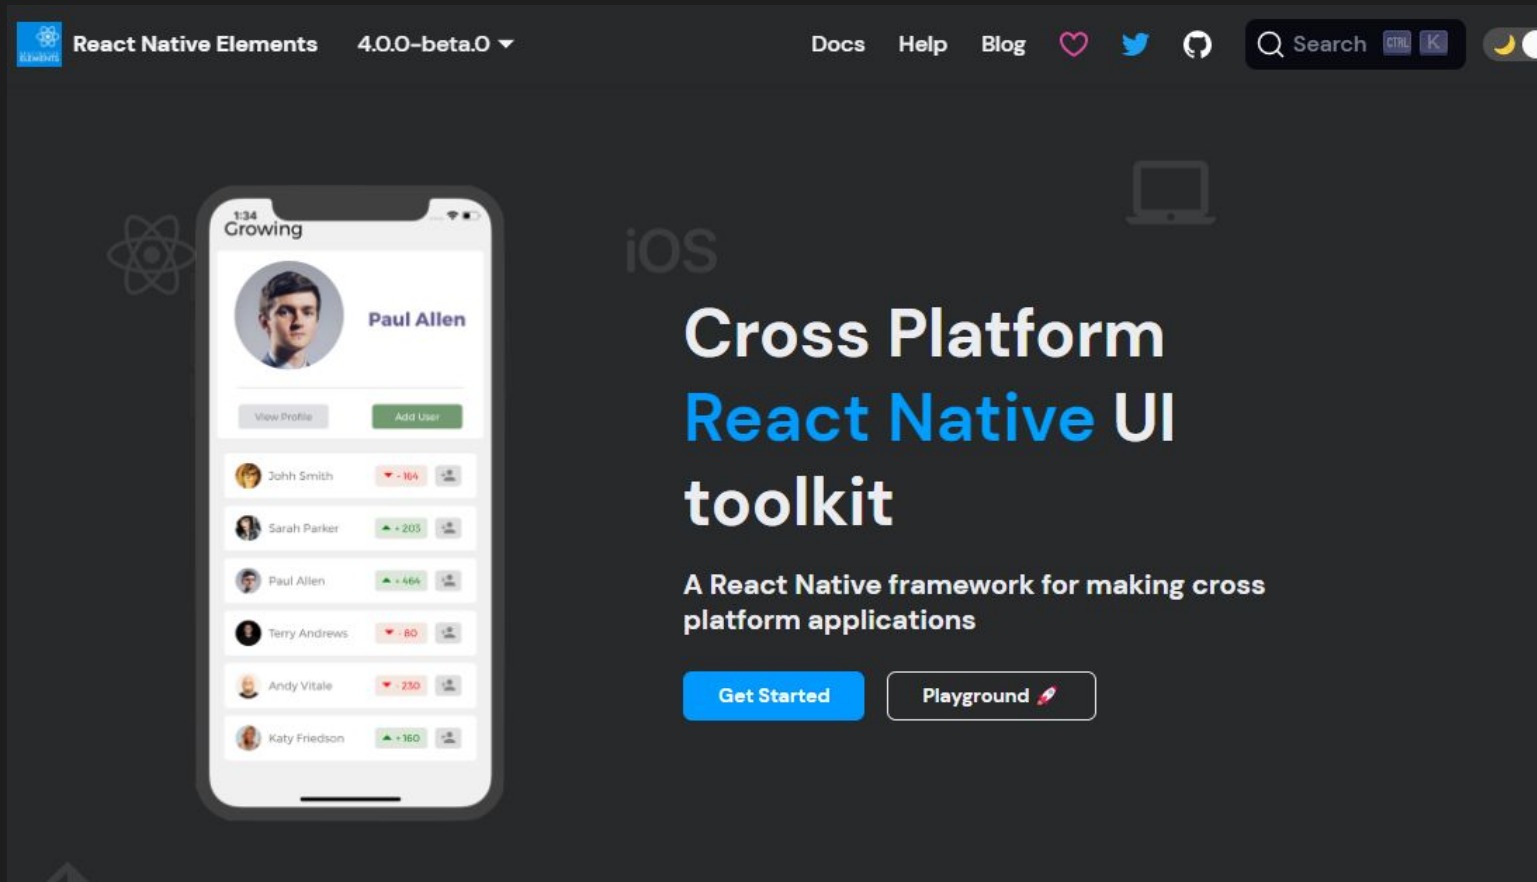 React Native Elements 4.0.0-beta.0 Docs Help Blog Search CTRL K
1:34
Growing
Paul Allen
View Profile Add User
Johh Smith - 164
Sarah Parker + 203
Paul Allen + 464
Terry Andrews - 80
Andy Vitale - 230
Katy Friedson + 160
iOS
Cross Platform
React Native UI
toolkit
A React Native framework for making cross
platform applications
Get Started Playground 🚀